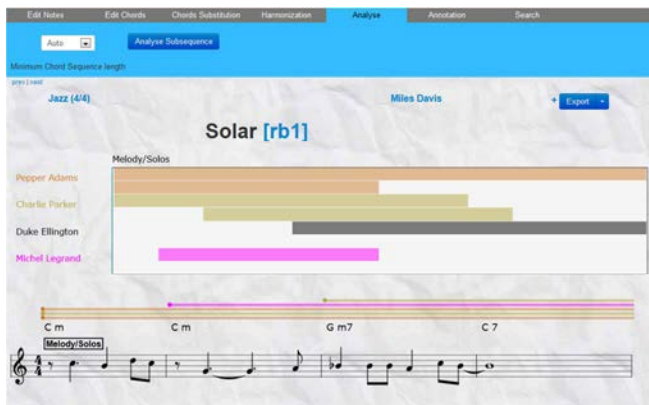 Edit Notes Edit Chords Chords Substitution Harmonization Analyse Annotation Search
Auto Analyse Subsequence
Minimum Chord Sequence length
prev | next
Jazz (4/4) Miles Davis + Export
Solar [rb1]
Melody/Solos
Pepper Adams
Charlie Parker
Duke Ellington
Michel Legrand
C m C m G m7 C 7
Melody/Solos
4
4